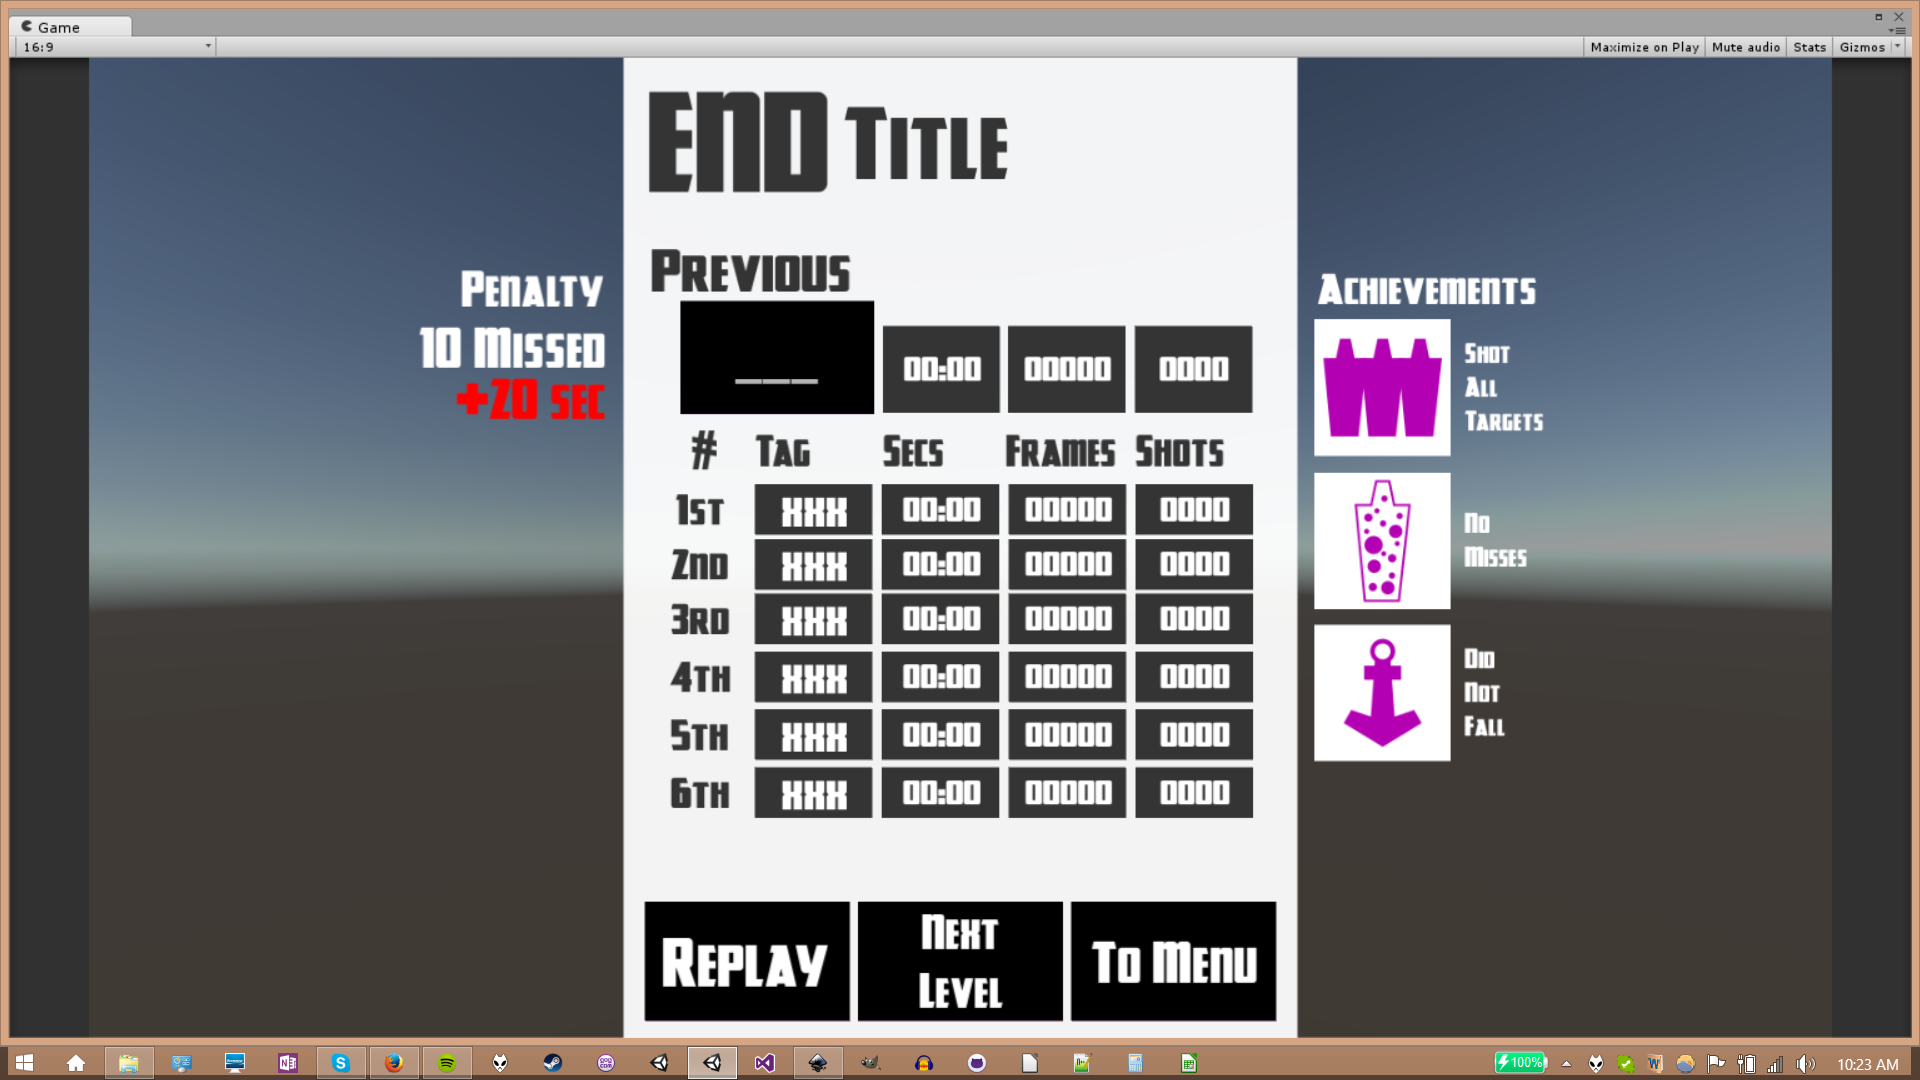 Game
16:9
Maximize on Play
Mute audio
Stats
Gizmos
END Title
Penalty
10 Missed
+20 sec
Previous
___ 00:00 00000 0000
# Tag Secs Frames Shots
1st XXX 00:00 00000 0000
2nd XXX 00:00 00000 0000
3rd XXX 00:00 00000 0000
4th XXX 00:00 00000 0000
5th XXX 00:00 00000 0000
6th XXX 00:00 00000 0000
Achievements
Shot
All
Targets
No
Misses
Did
Not
Fall
Replay
Next
Level
To Menu
100%
10:23 AM